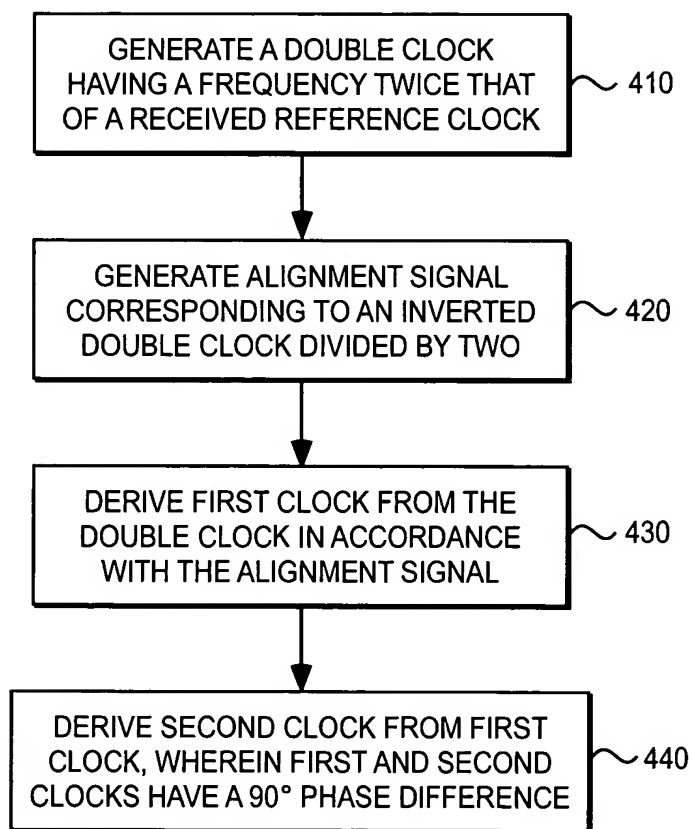 GENERATE A DOUBLE CLOCK
HAVING A FREQUENCY TWICE THAT
OF A RECEIVED REFERENCE CLOCK
410
GENERATE ALIGNMENT SIGNAL
CORRESPONDING TO AN INVERTED
DOUBLE CLOCK DIVIDED BY TWO
420
DERIVE FIRST CLOCK FROM THE
DOUBLE CLOCK IN ACCORDANCE
WITH THE ALIGNMENT SIGNAL
430
DERIVE SECOND CLOCK FROM FIRST
CLOCK, WHEREIN FIRST AND SECOND
CLOCKS HAVE A 90° PHASE DIFFERENCE
440